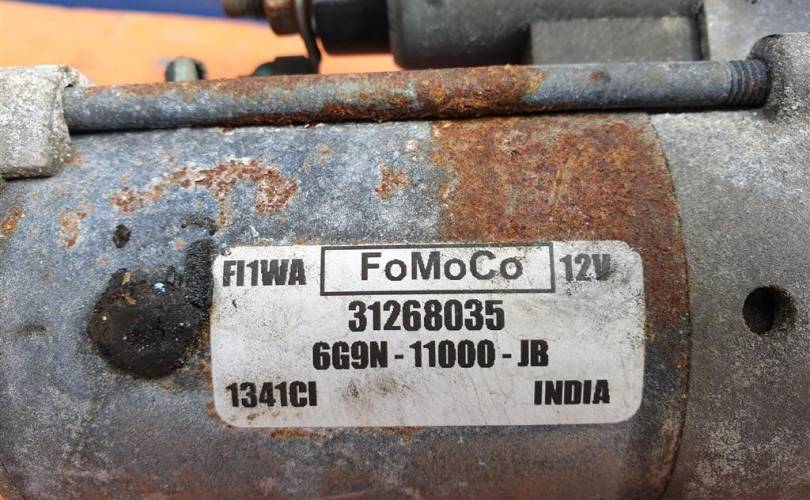 FI1WA FoMoCo 12V
31268035
6G9N - 11000 - JB
1341CI INDIA